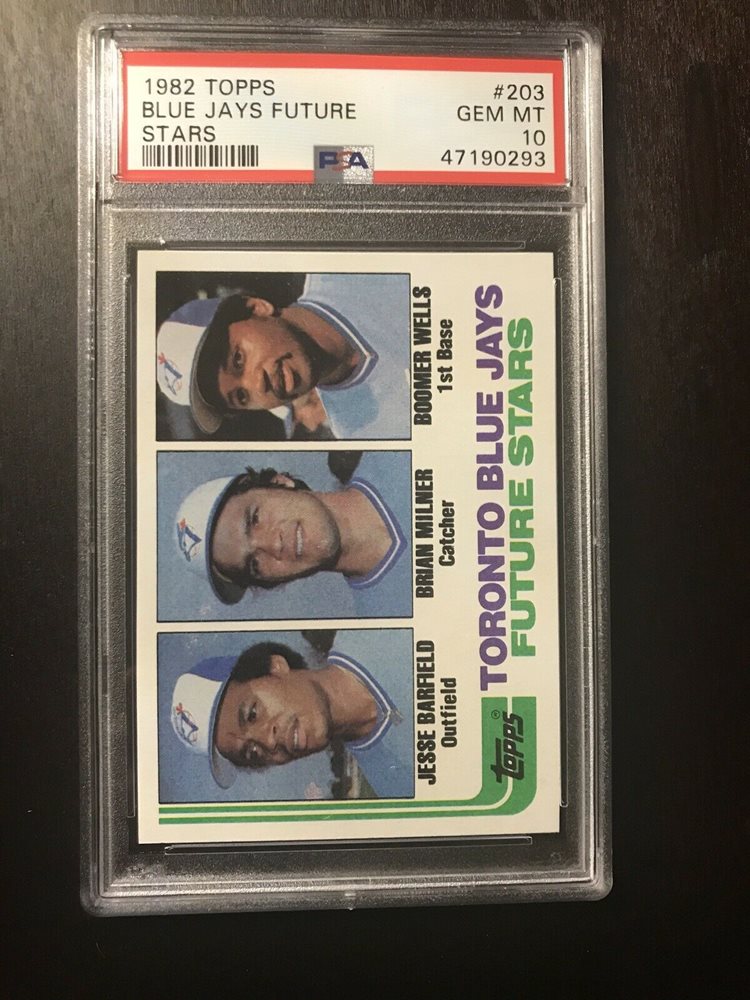 1982 TOPPS #203
BLUE JAYS FUTURE GEM MT
STARS 10
PSA 47190293
JESSE BARFIELD
Outfield
BRIAN MILNER
Catcher
BOOMER WELLS
1st Base
Topps®
TORONTO BLUE JAYS
FUTURE STARS